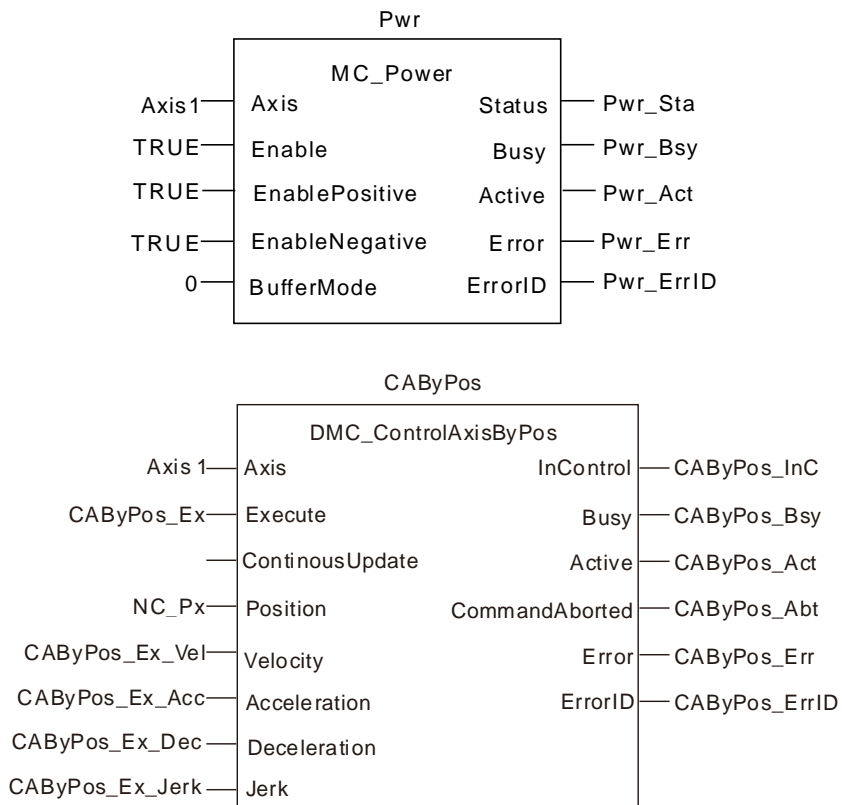 Pwr
MC_Power
Axis1 Axis Status Pwr_Sta
TRUE Enable Busy Pwr_Bsy
TRUE EnablePositive Active Pwr_Act
TRUE EnableNegative Error Pwr_Err
0 BufferMode ErrorID Pwr_ErrID
CAByPos
DMC_ControlAxisByPos
Axis 1 Axis InControl CAByPos_InC
CAByPos_Ex Execute Busy CAByPos_Bsy
ContinousUpdate Active CAByPos_Act
NC_Px Position CommandAborted CAByPos_Abt
CAByPos_Ex_Vel Velocity Error CAByPos_Err
CAByPos_Ex_Acc Acceleration ErrorID CAByPos_ErrID
CAByPos_Ex_Dec Deceleration
CAByPos_Ex_Jerk Jerk